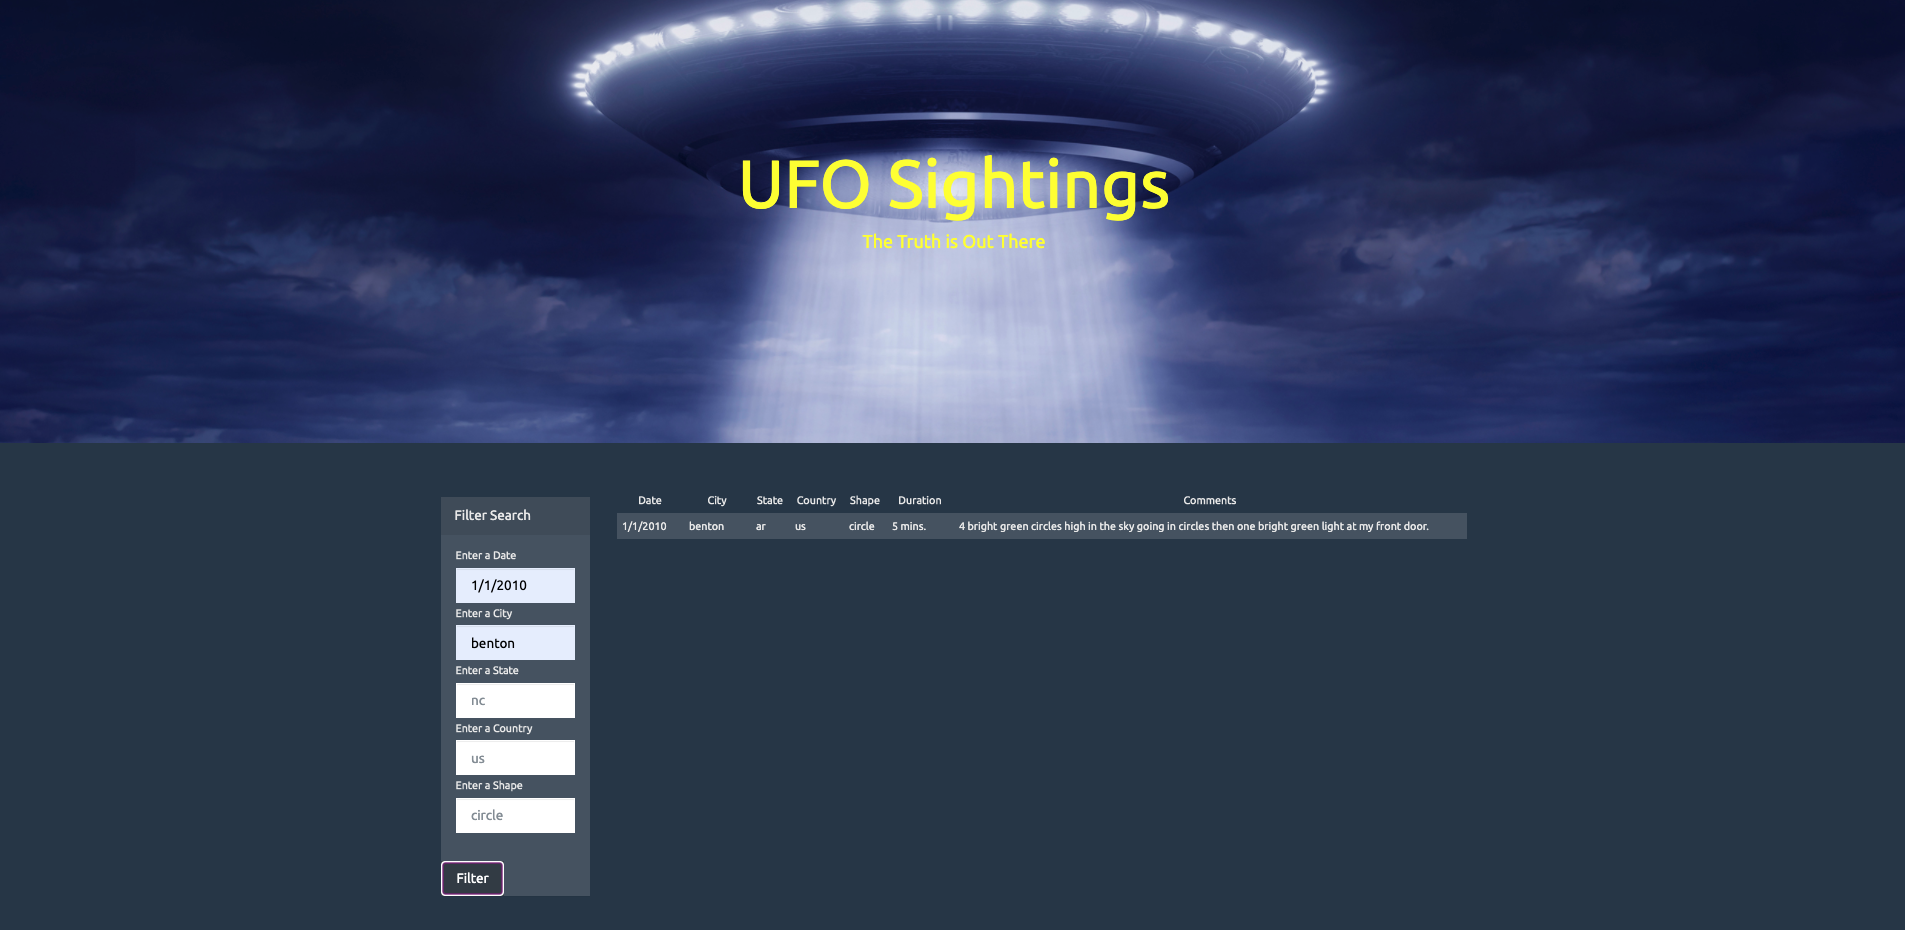 UFO Sightings
The Truth is Out There
Filter Search
Enter a Date
1/1/2010
Enter a City
benton
Enter a State
nc
Enter a Country
us
Enter a Shape
circle
Filter
Date City State Country Shape Duration Comments
1/1/2010 benton ar us circle 5 mins. 4 bright green circles high in the sky going in circles then one bright green light at my front door.